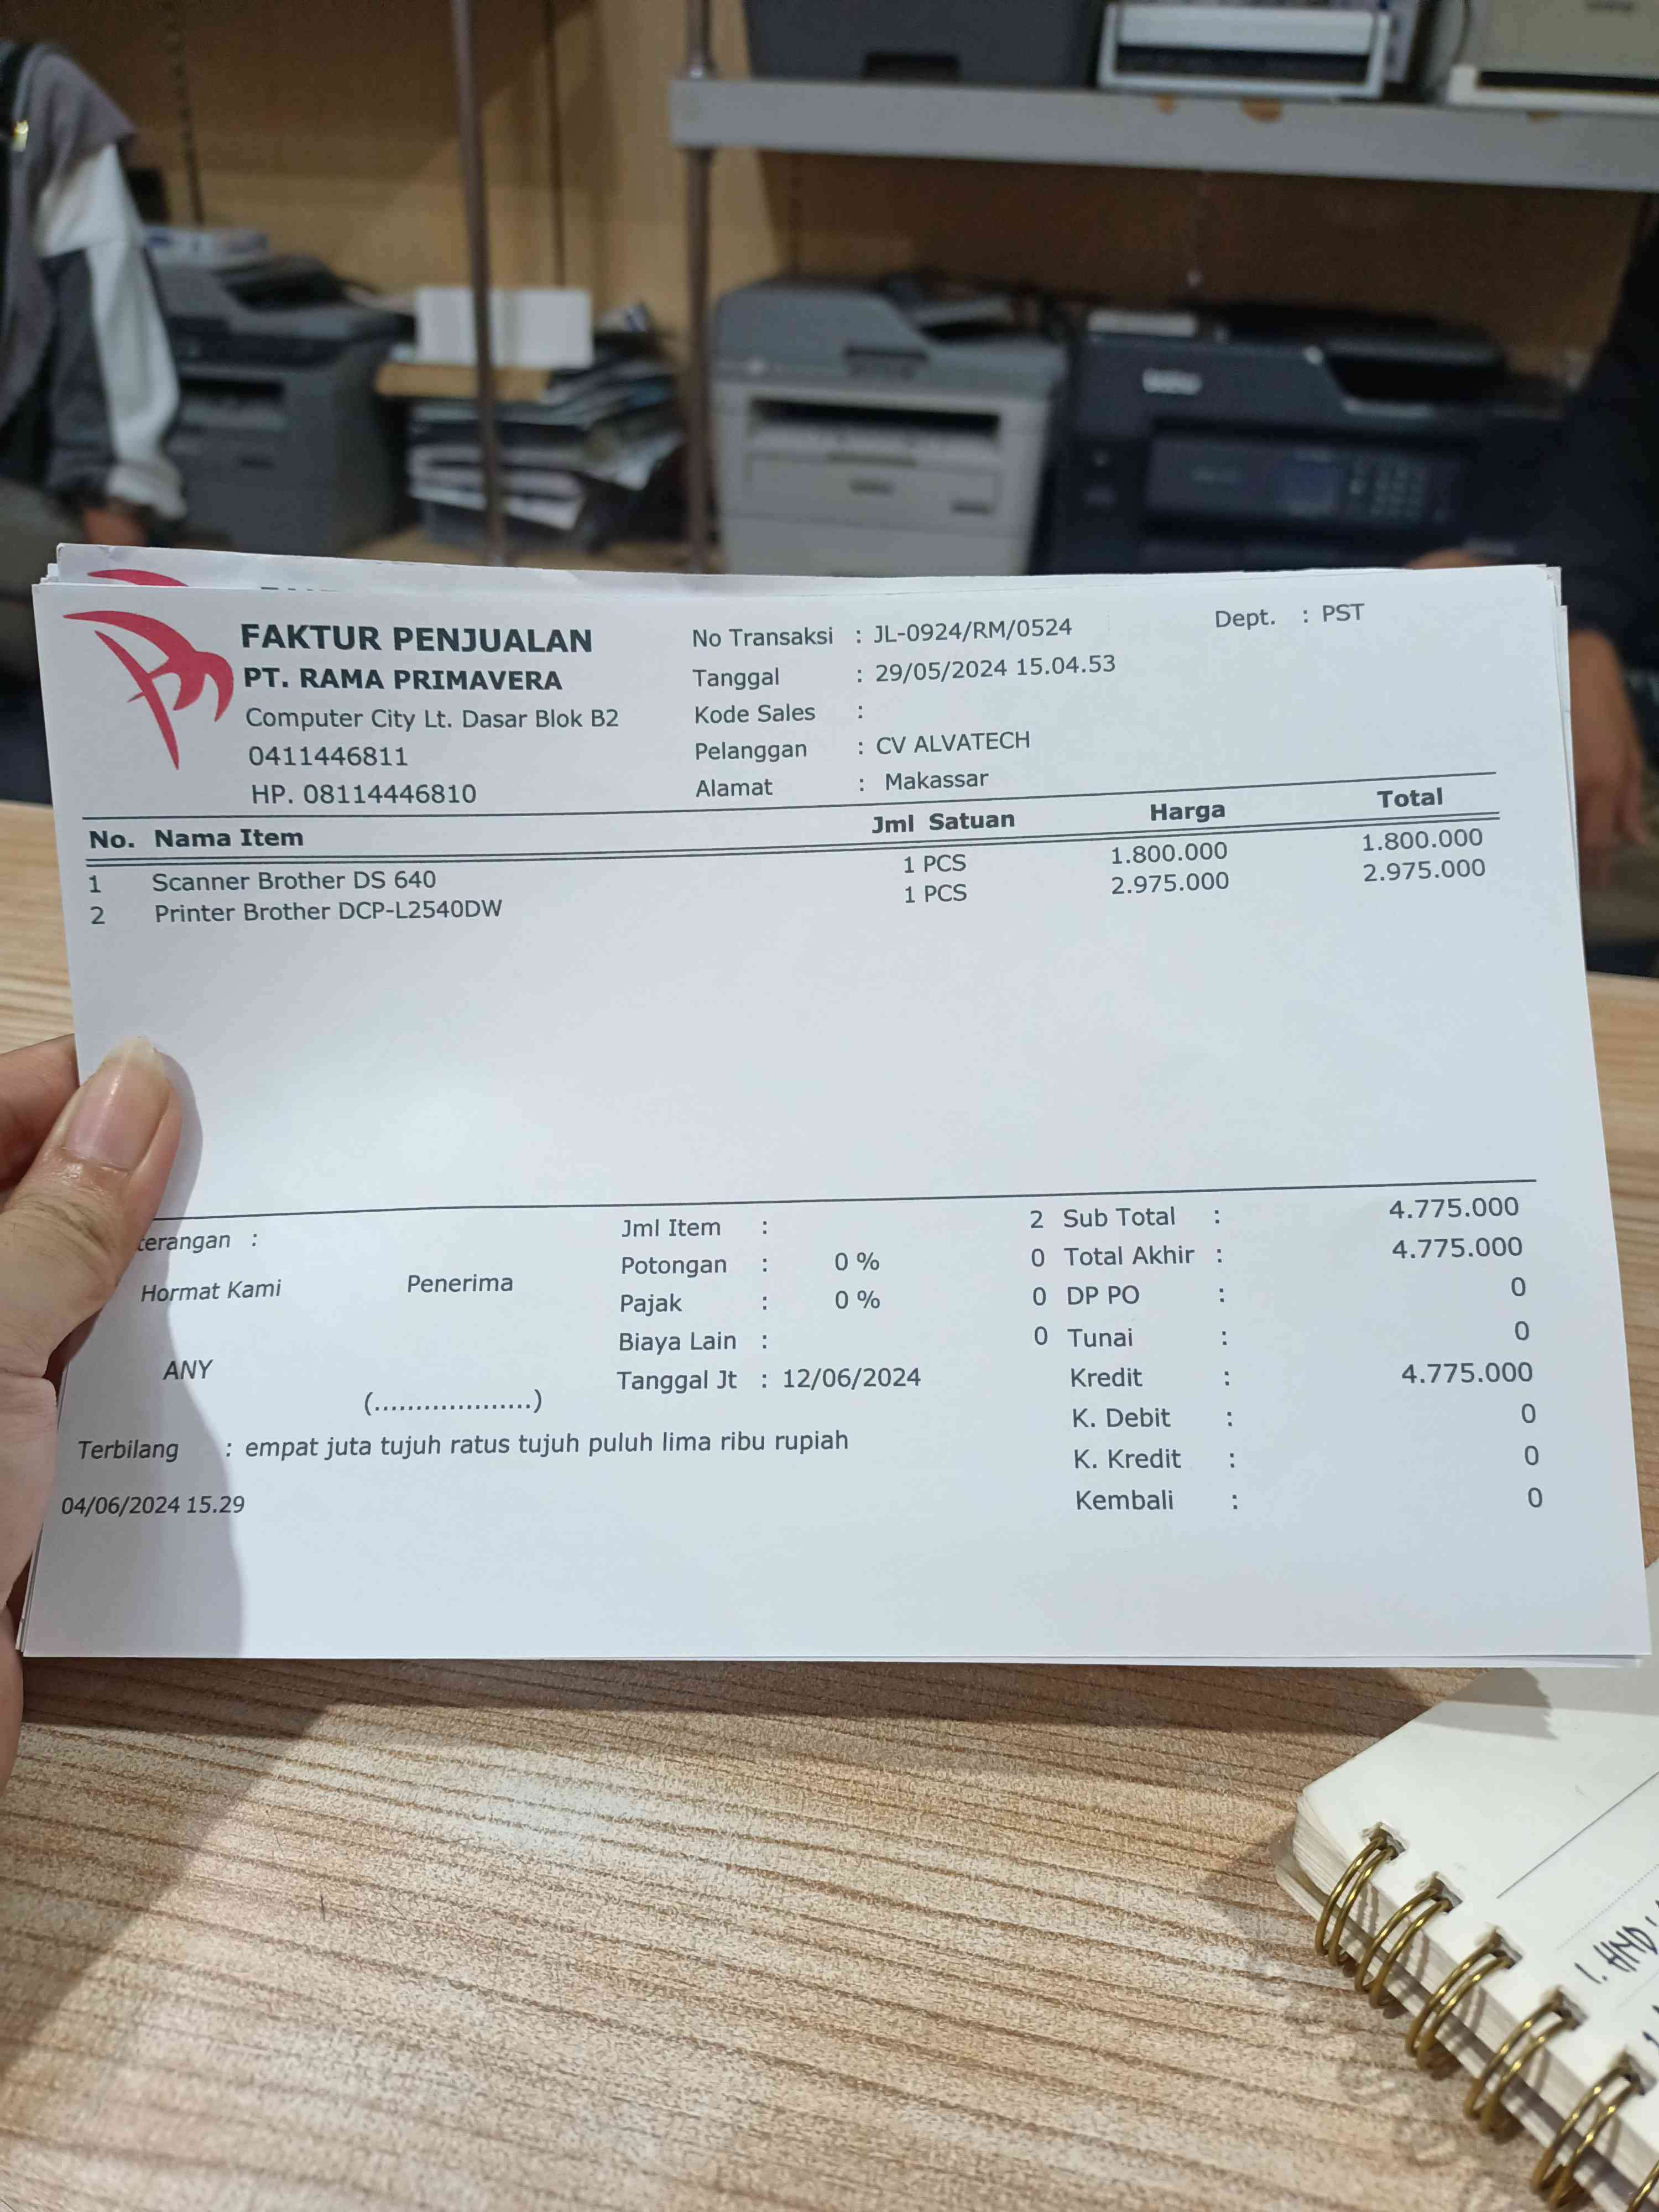 FAKTUR PENJUALAN
PT. RAMA PRIMAVERA
Computer City Lt. Dasar Blok B2
0411446811
HP. 08114446810
No Transaksi : JL-0924/RM/0524
Tanggal : 29/05/2024 15.04.53
Kode Sales :
Pelanggan : CV ALVATECH
Alamat : Makassar
Dept. : PST
No. Nama Item Jml Satuan Harga Total
1 Scanner Brother DS 640 1 PCS 1.800.000 1.800.000
2 Printer Brother DCP-L2540DW 1 PCS 2.975.000 2.975.000
terangan :
Hormat Kami Penerima
ANY
(...................)
Jml Item : 2
Potongan : 0 % 0
Pajak : 0 % 0
Biaya Lain : 0
Tanggal Jt : 12/06/2024
Sub Total : 4.775.000
Total Akhir : 4.775.000
DP PO : 0
Tunai : 0
Kredit : 4.775.000
K. Debit : 0
K. Kredit : 0
Kembali : 0
Terbilang : empat juta tujuh ratus tujuh puluh lima ribu rupiah
04/06/2024 15.29
1. HND